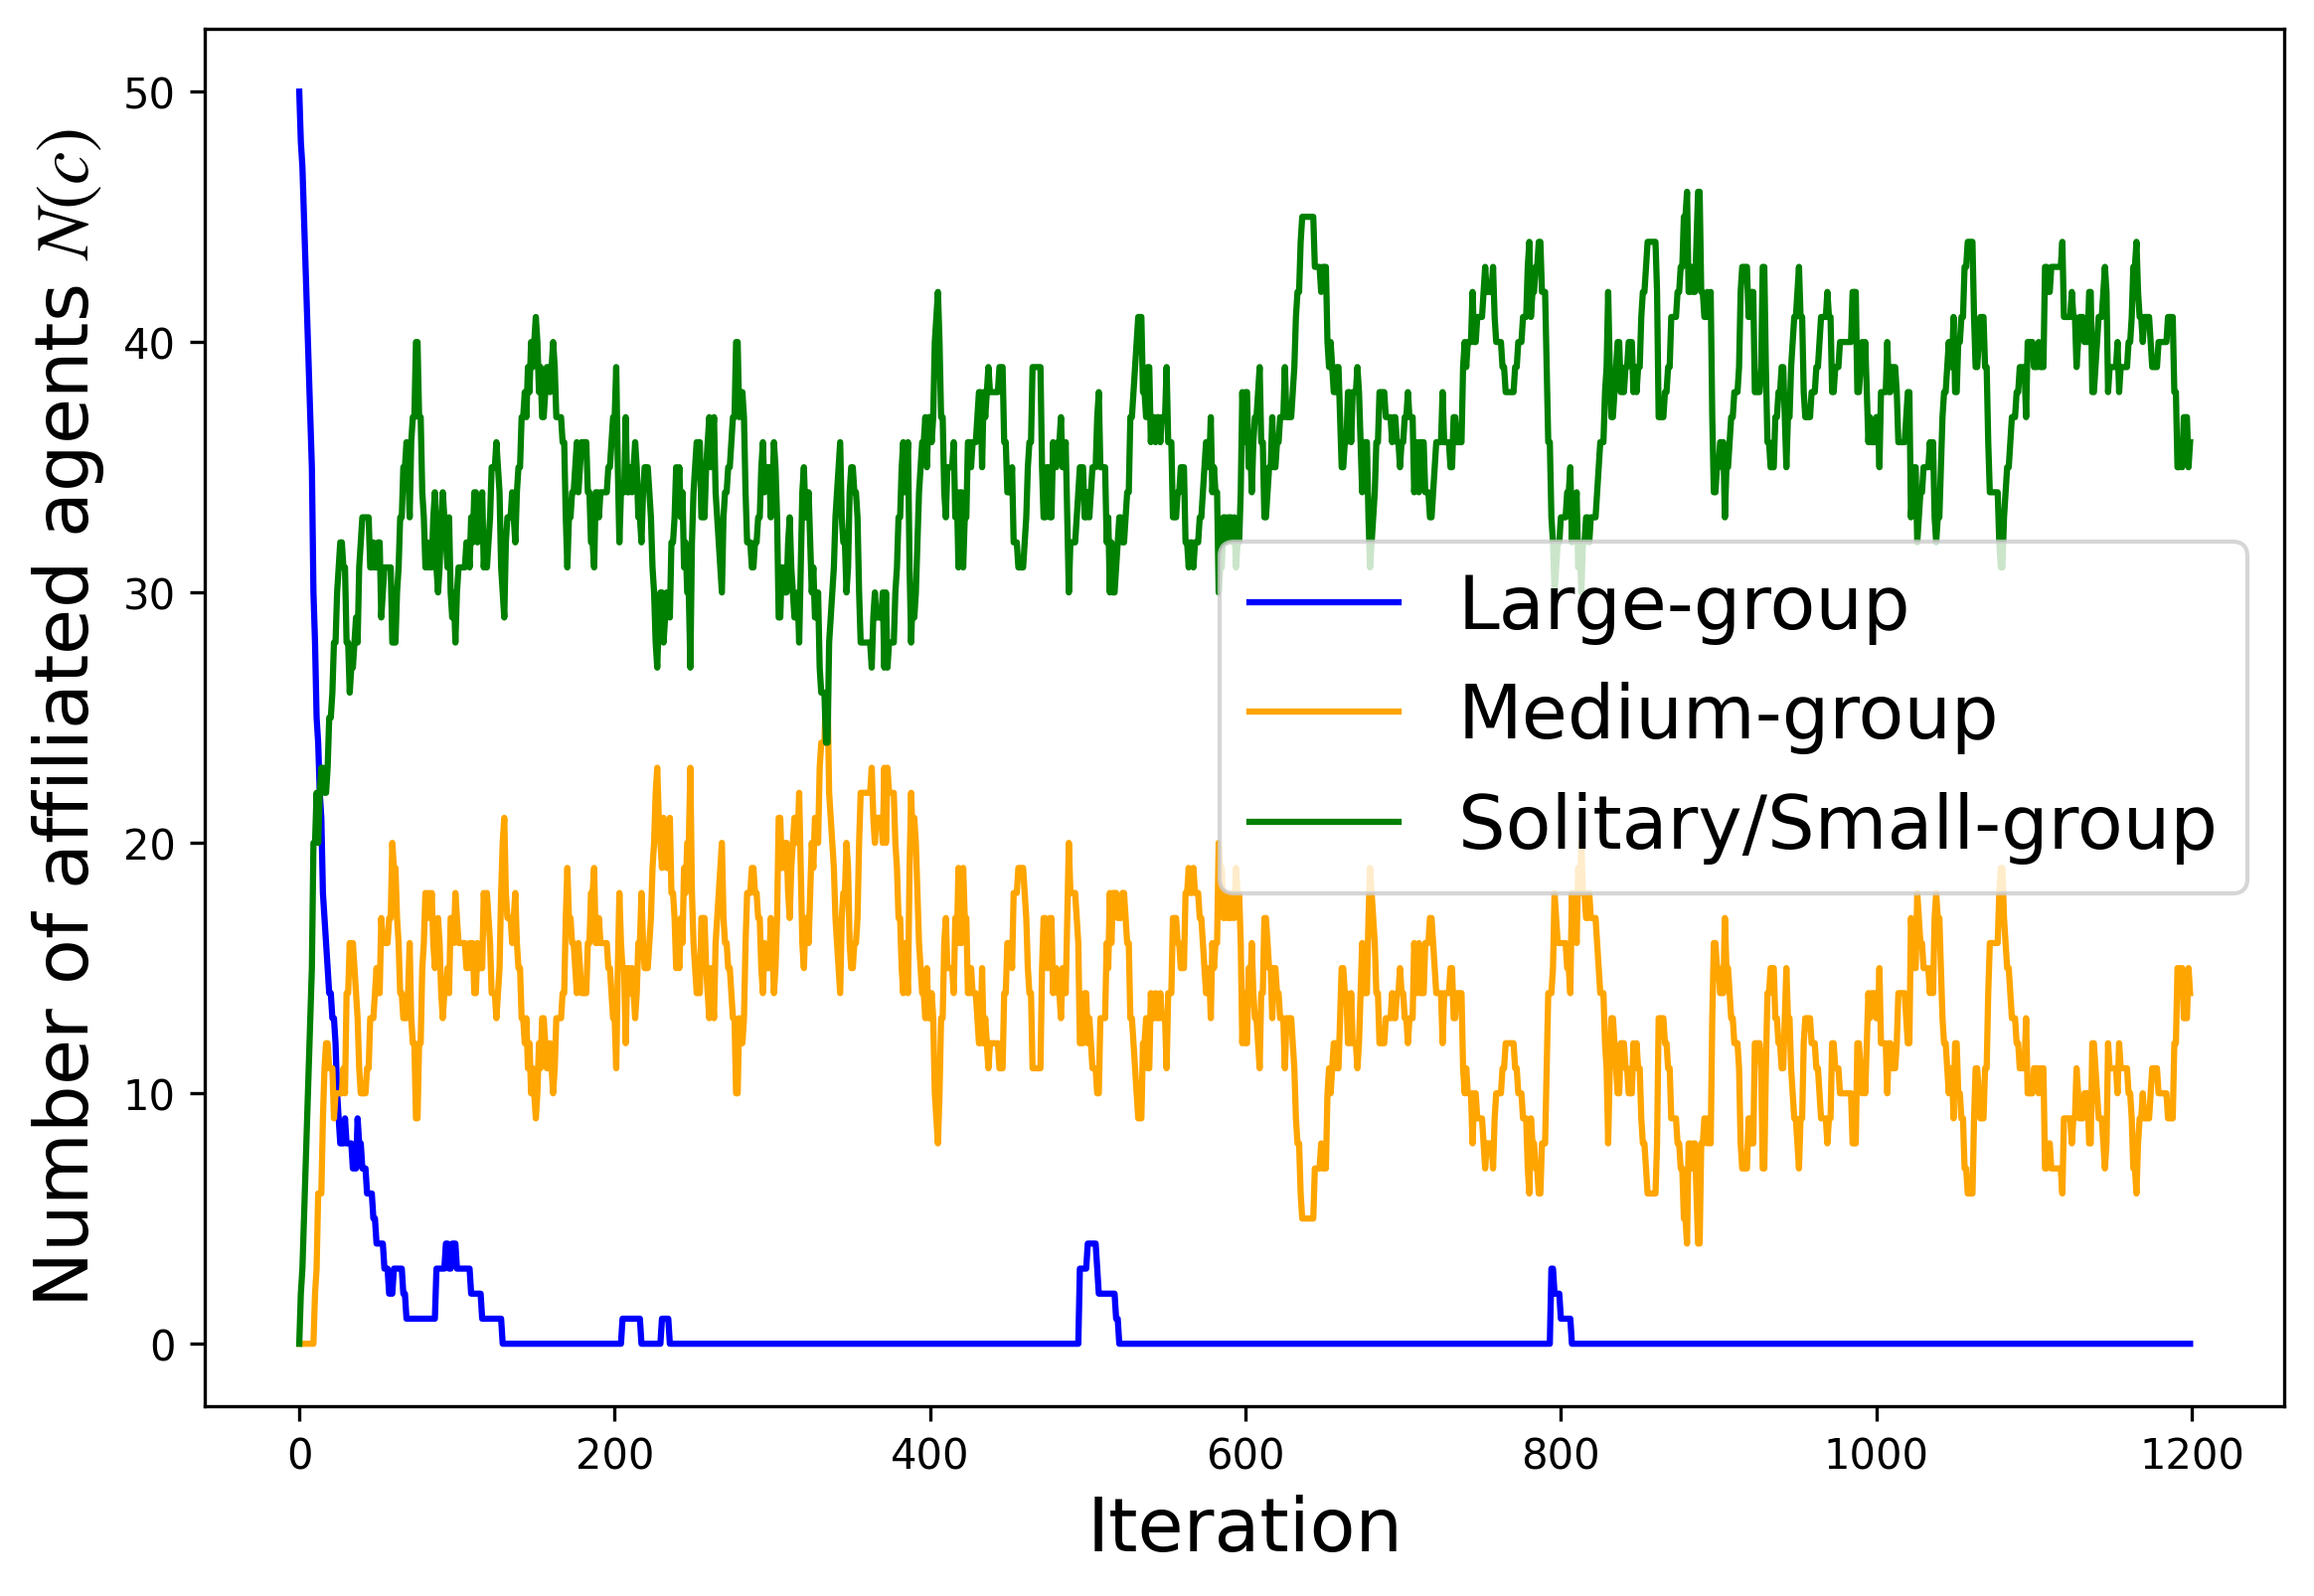 Number of affiliated agents N(c)
50
40
30
20
10
0
Large-group
Medium-group
Solitary/Small-group
0 200 400 600 800 1000 1200
Iteration